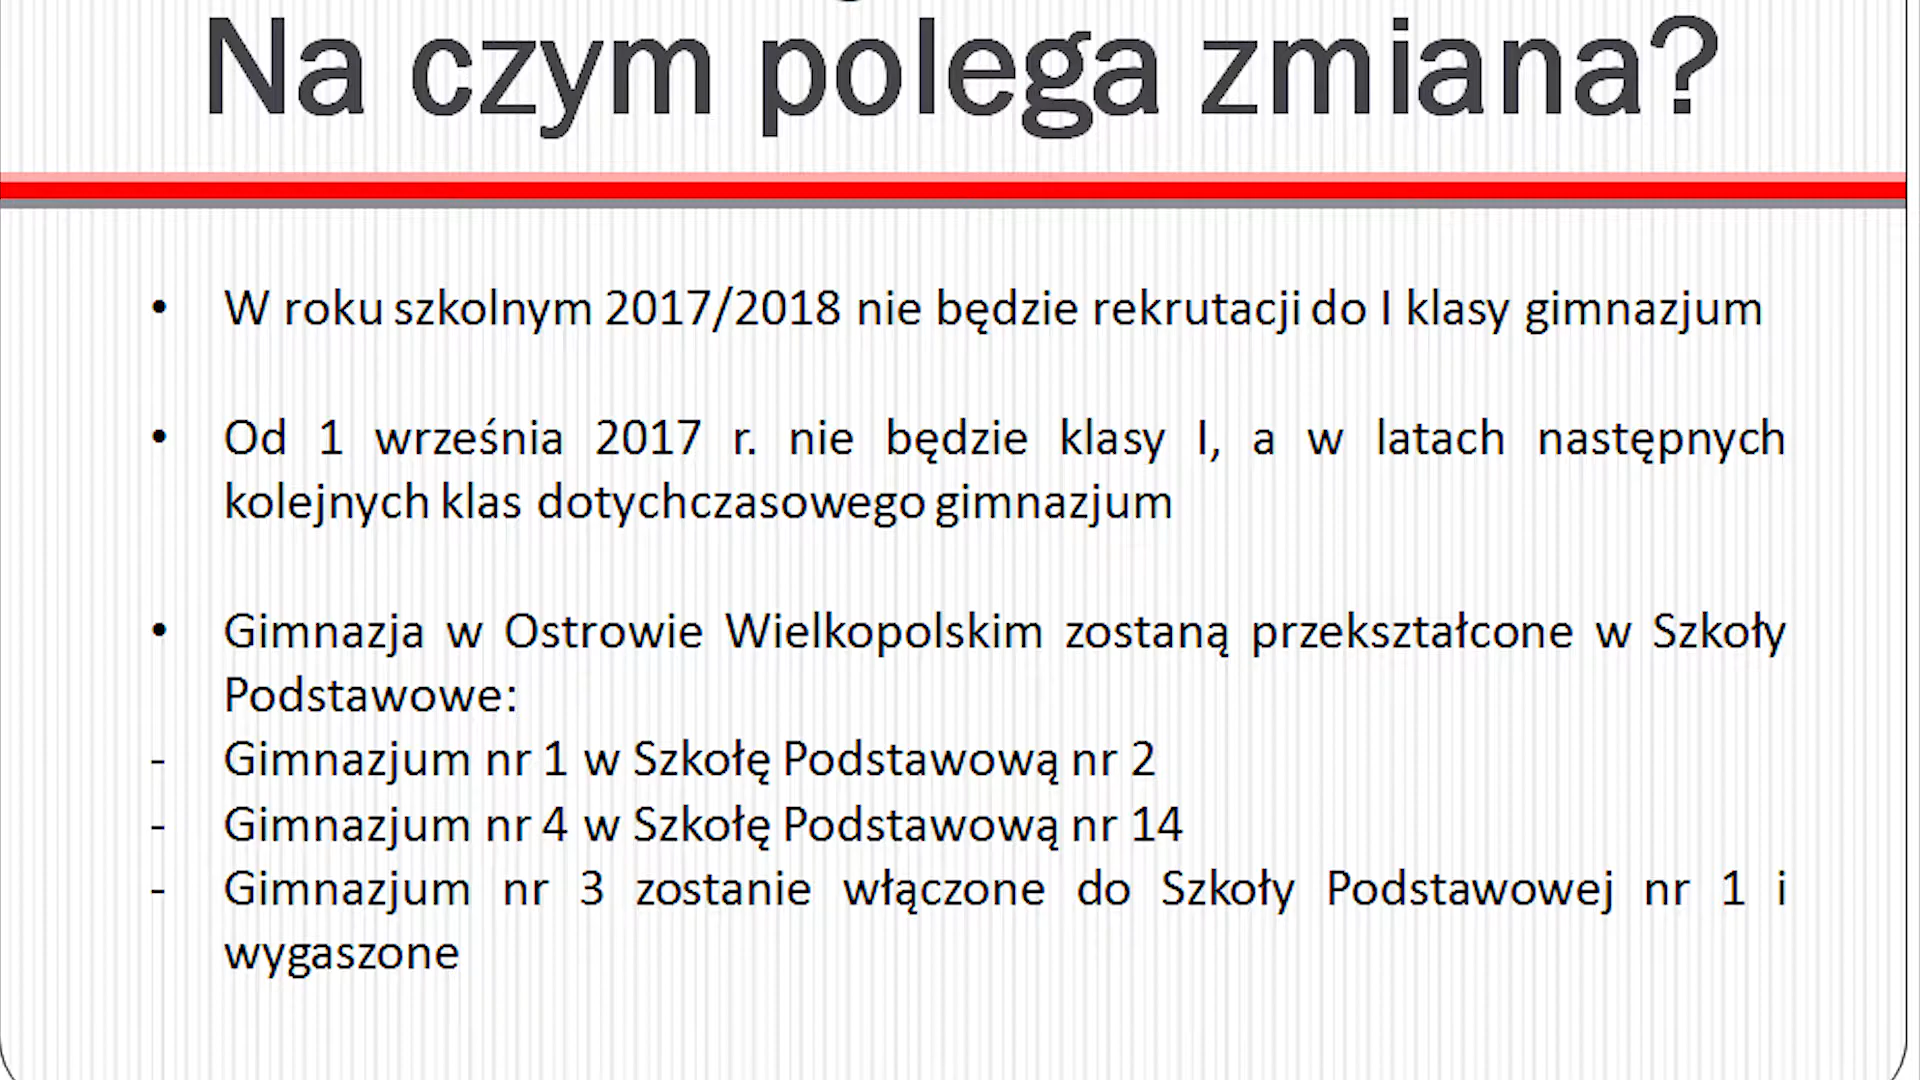 Na czym polega zmiana?
• W roku szkolnym 2017/2018 nie będzie rekrutacji do I klasy gimnazjum
• Od 1 września 2017 r. nie będzie klasy I, a w latach następnych
kolejnych klas dotychczasowego gimnazjum
• Gimnazja w Ostrowie Wielkopolskim zostaną przekształcone w Szkoły
Podstawowe:
- Gimnazjum nr 1 w Szkołę Podstawową nr 2
- Gimnazjum nr 4 w Szkołę Podstawową nr 14
- Gimnazjum nr 3 zostanie włączone do Szkoły Podstawowej nr 1 i
wygaszone